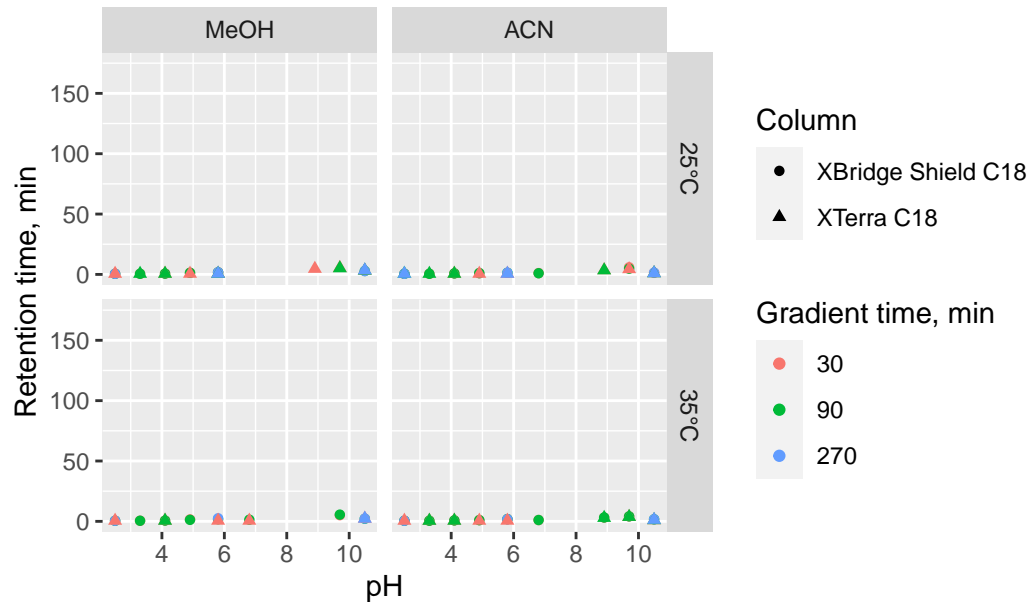 MeOH ACN
Retention time, min
150
100
50
0
25°C
150
100
50
0
35°C
4 6 8 10 4 6 8 10
pH
Column
XBridge Shield C18
XTerra C18
Gradient time, min
30
90
270